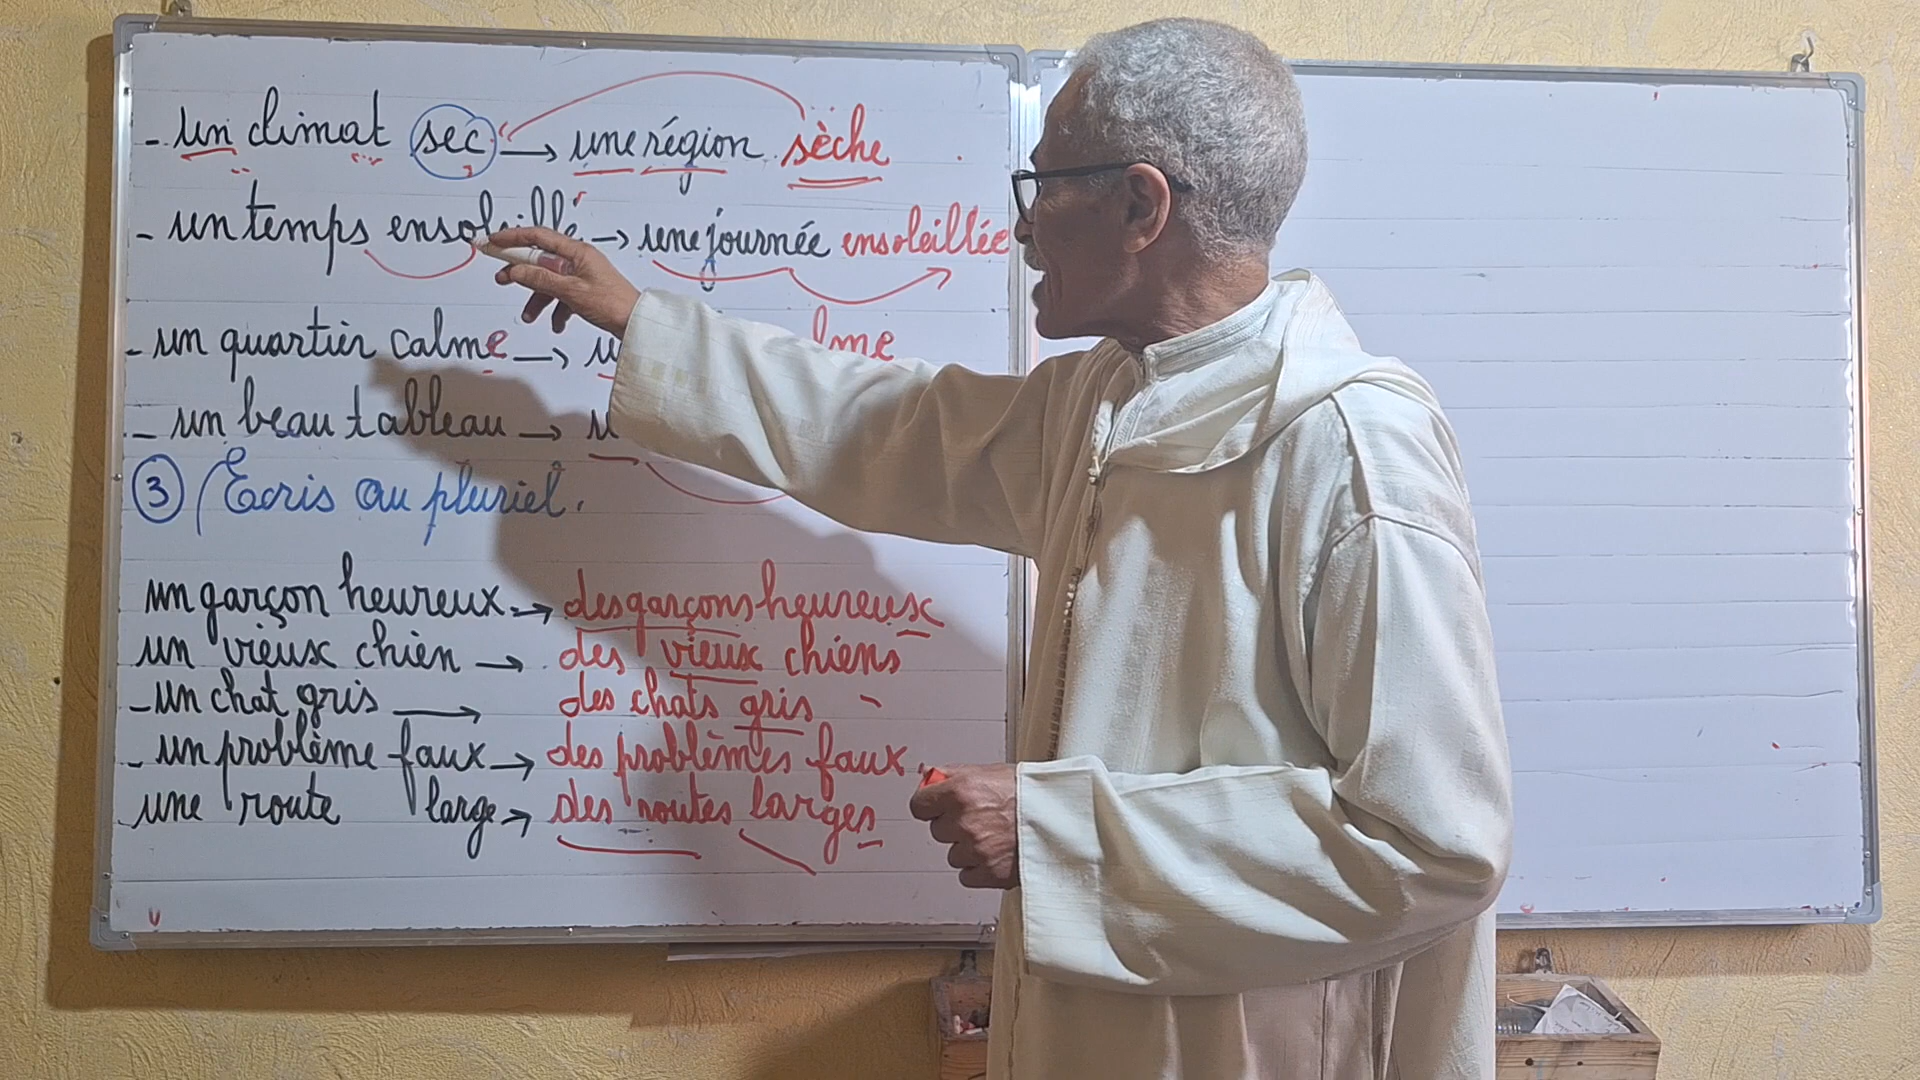 - un climat sec → une région sèche
- un temps ensoleillé → une journée ensoleillée
- un quartier calme → lme
- un beau tableau →
3 Ecris au pluriel.
un garçon heureux. → des garçons heureux
un vieux chien → des vieux chiens
- un chat gris → des chats gris
- un problème faux → des problèmes faux.
une route large → des routes larges